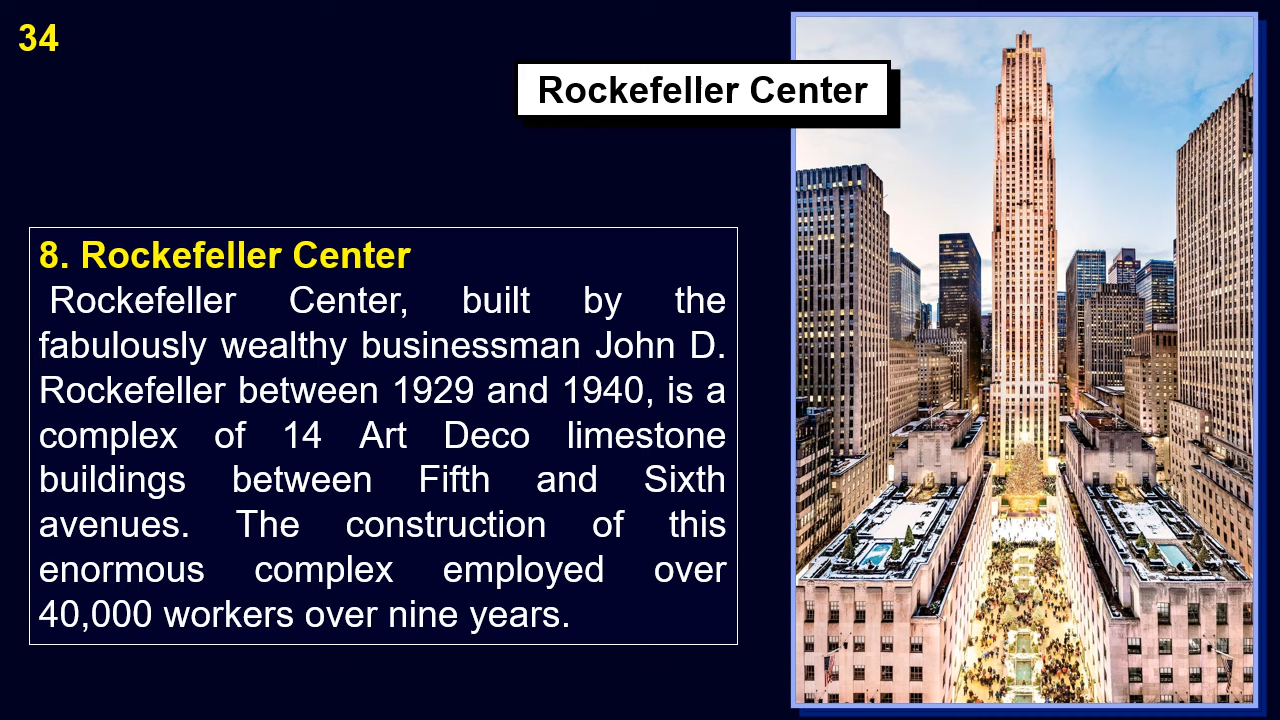 34
Rockefeller Center
8. Rockefeller Center
Rockefeller Center, built by the
fabulously wealthy businessman John D.
Rockefeller between 1929 and 1940, is a
complex of 14 Art Deco limestone
buildings between Fifth and Sixth
avenues. The construction of this
enormous complex employed over
40,000 workers over nine years.